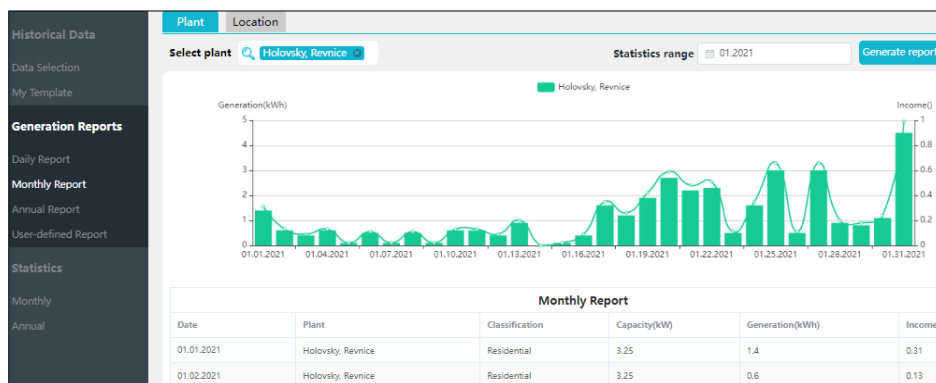 Plant Location
Historical Data
Select plant Holovsky, Revnice Statistics range 01.2021 Generate report
Data Selection
My Template
Holovsky, Revnice
Generation(kWh) Income()
Generation Reports
Daily Report
Monthly Report
Annual Report
User-defined Report
Statistics
Monthly
Annual
5
4
3
2
1
0
1
0.8
0.6
0.4
0.2
0
01.01.2021 01.04.2021 01.07.2021 01.10.2021 01.13.2021 01.16.2021 01.19.2021 01.22.2021 01.25.2021 01.28.2021 01.31.2021
Monthly Report
Date Plant Classification Capacity(kW) Generation(kWh) Income
01.01.2021 Holovsky, Revnice Residential 3.25 1.4 0.31
01.02.2021 Holovsky, Revnice Residential 3.25 0.6 0.13